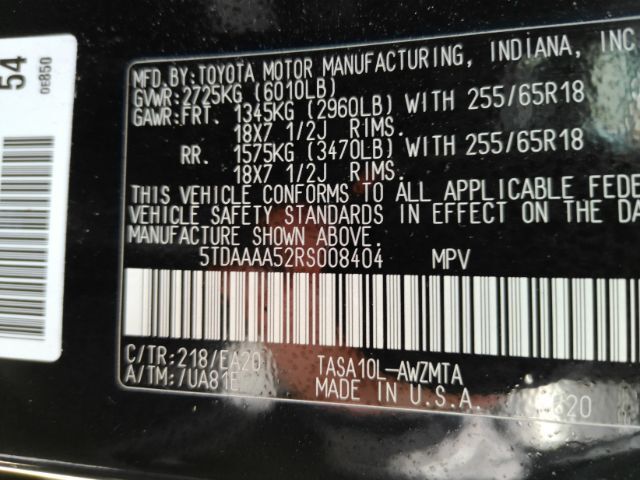 54
OE850
MFD.BY:TOYOTA MOTOR MANUFACTURING, INDIANA, INC
GVWR:2725KG (6010LB)
GAWR:FRT. 1345KG (2960LB) WITH 255/65R18
18X7 1/2J RIMS.
RR. 1575KG (3470LB) WITH 255/65R18
18X7 1/2J RIMS.
THIS VEHICLE CONFORMS TO ALL APPLICABLE FEDE
VEHICLE SAFETY STANDARDS IN EFFECT ON THE DA
MANUFACTURE SHOWN ABOVE.
5TDAAAA52RS008404 MPV
C/TR:218/EA20 TASA10L-AWZMTA
A/TM:/UA81E MADE IN U.S.A. 820